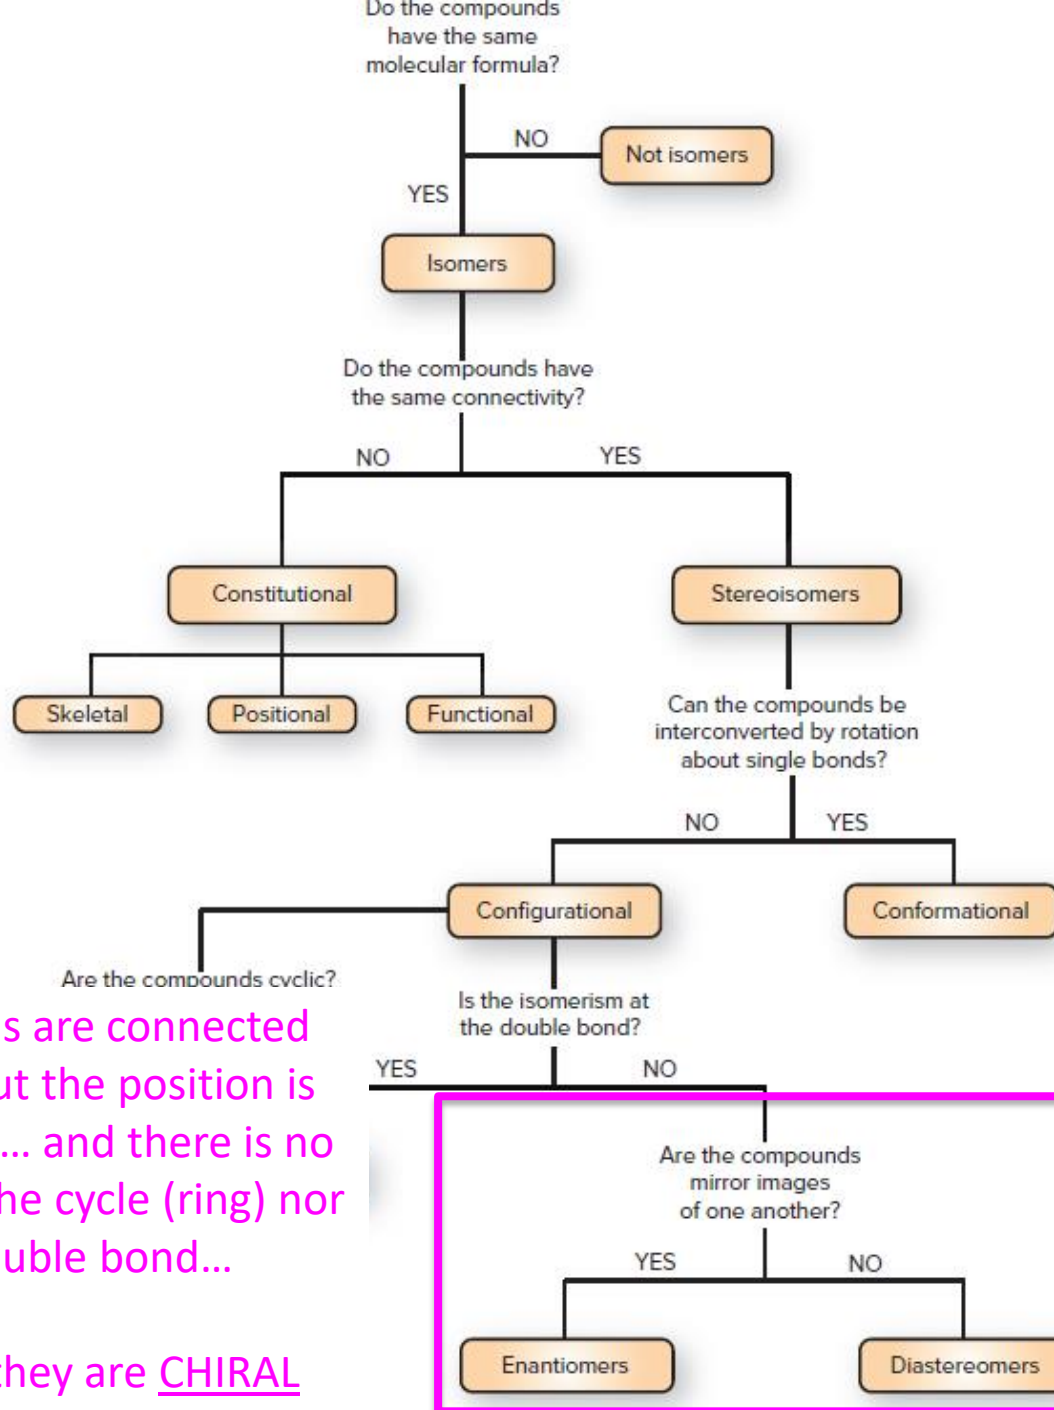 Do the compounds
have the same
molecular formula?
NO
Not isomers
YES
Isomers
Do the compounds have
the same connectivity?
NO
YES
Constitutional
Stereoisomers
Skeletal
Positional
Functional
Can the compounds be
interconverted by rotation
about single bonds?
NO
YES
Configurational
Conformational
Are the compounds cyclic?
Is the isomerism at
the double bond?
YES
NO
s are connected
ut the position is
... and there is no
he cycle (ring) nor
uble bond...
they are CHIRAL
Are the compounds
mirror images
of one another?
YES
NO
Enantiomers
Diastereomers